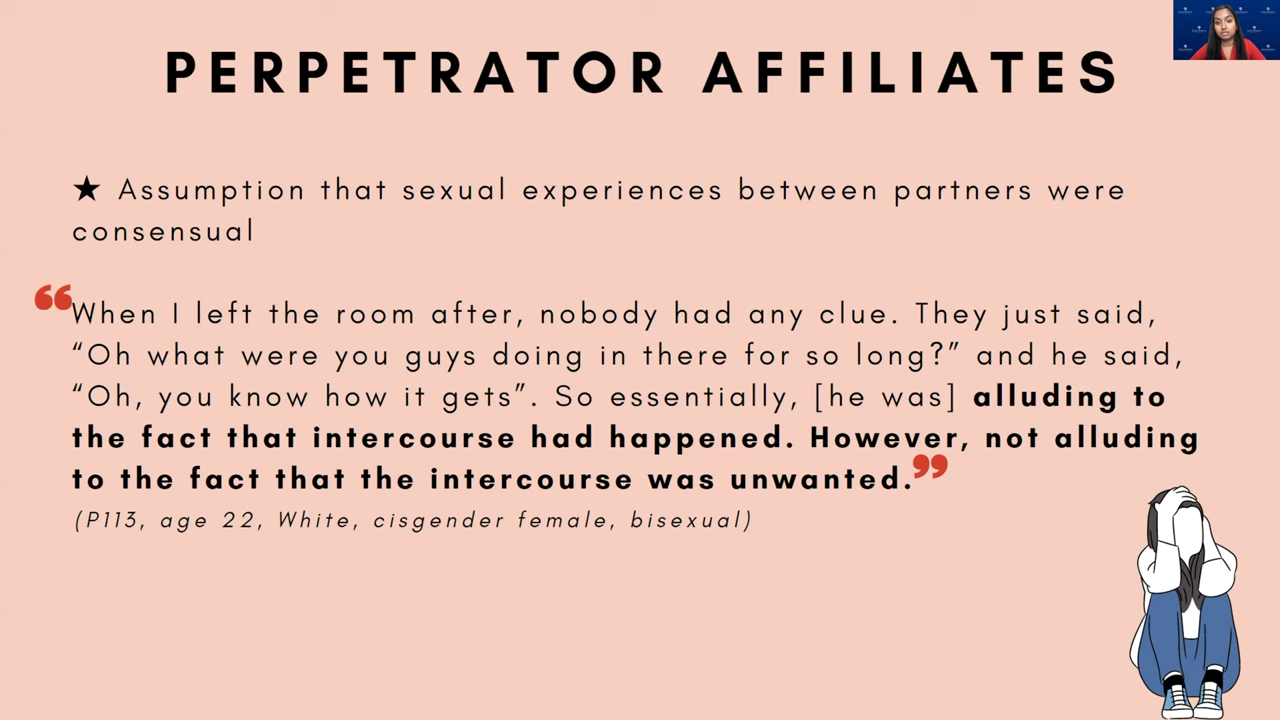 PERPETRATOR AFFILIATES
★ Assumption that sexual experiences between partners were
consensual
“When I left the room after, nobody had any clue. They just said,
“Oh what were you guys doing in there for so long?” and he said,
“Oh, you know how it gets”. So essentially, [he was] alluding to
the fact that intercourse had happened. However, not alluding
to the fact that the intercourse was unwanted.”
(P113, age 22, White, cisgender female, bisexual)